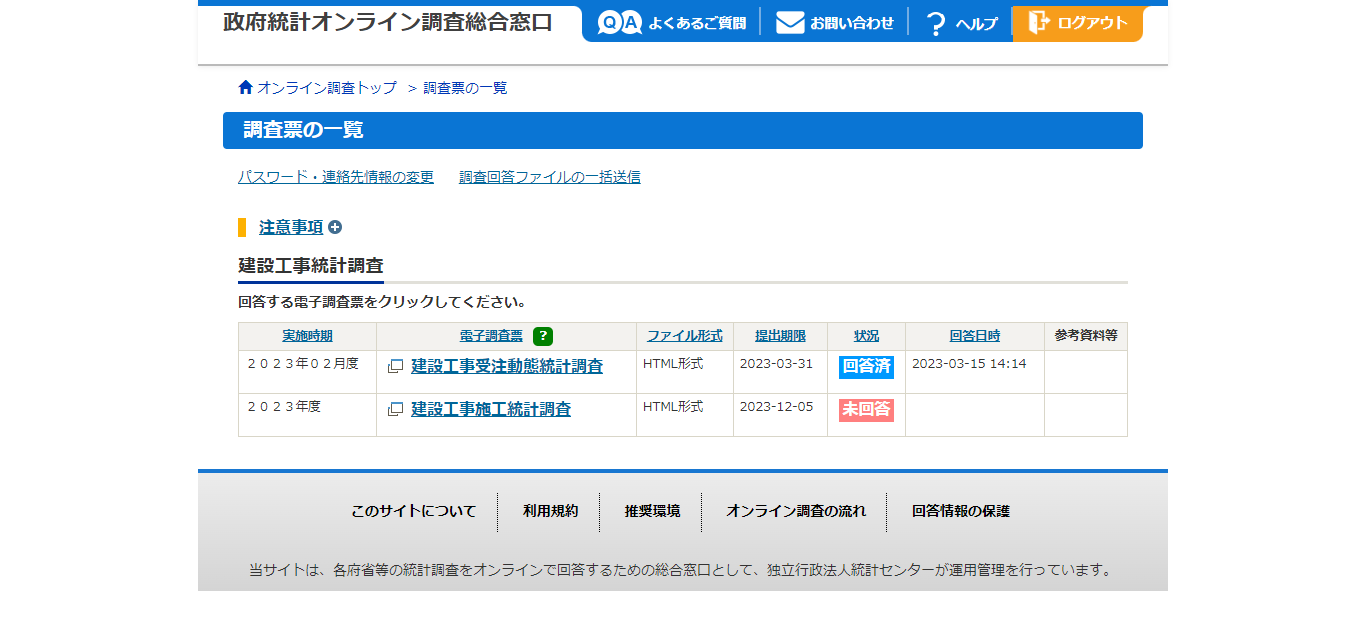 政府統計オンライン調査総合窓口
QA よくあるご質問 お問い合わせ ? ヘルプ ログアウト
オンライン調査トップ > 調査票の一覧
調査票の一覧
パスワード・連絡先情報の変更 調査回答ファイルの一括送信
注意事項
建設工事統計調査
回答する電子調査票をクリックしてください。
実施時期 電子調査票 ? ファイル形式 提出期限 状況 回答日時 参考資料等
２０２３年０２月度 建設工事受注動態統計調査 HTML形式 2023-03-31 回答済 2023-03-15 14:14
２０２３年度 建設工事施工統計調査 HTML形式 2023-12-05 未回答
このサイトについて 利用規約 推奨環境 オンライン調査の流れ 回答情報の保護
当サイトは、各府省等の統計調査をオンラインで回答するための総合窓口として、独立行政法人統計センターが運用管理を行っています。